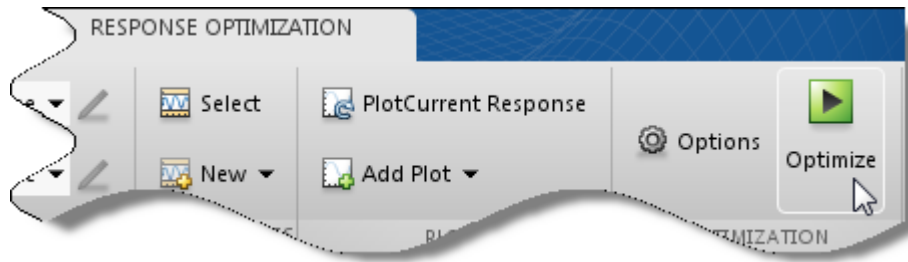 RESPONSE OPTIMIZATION
Select
PlotCurrent Response
Options
Optimize
New
Add Plot